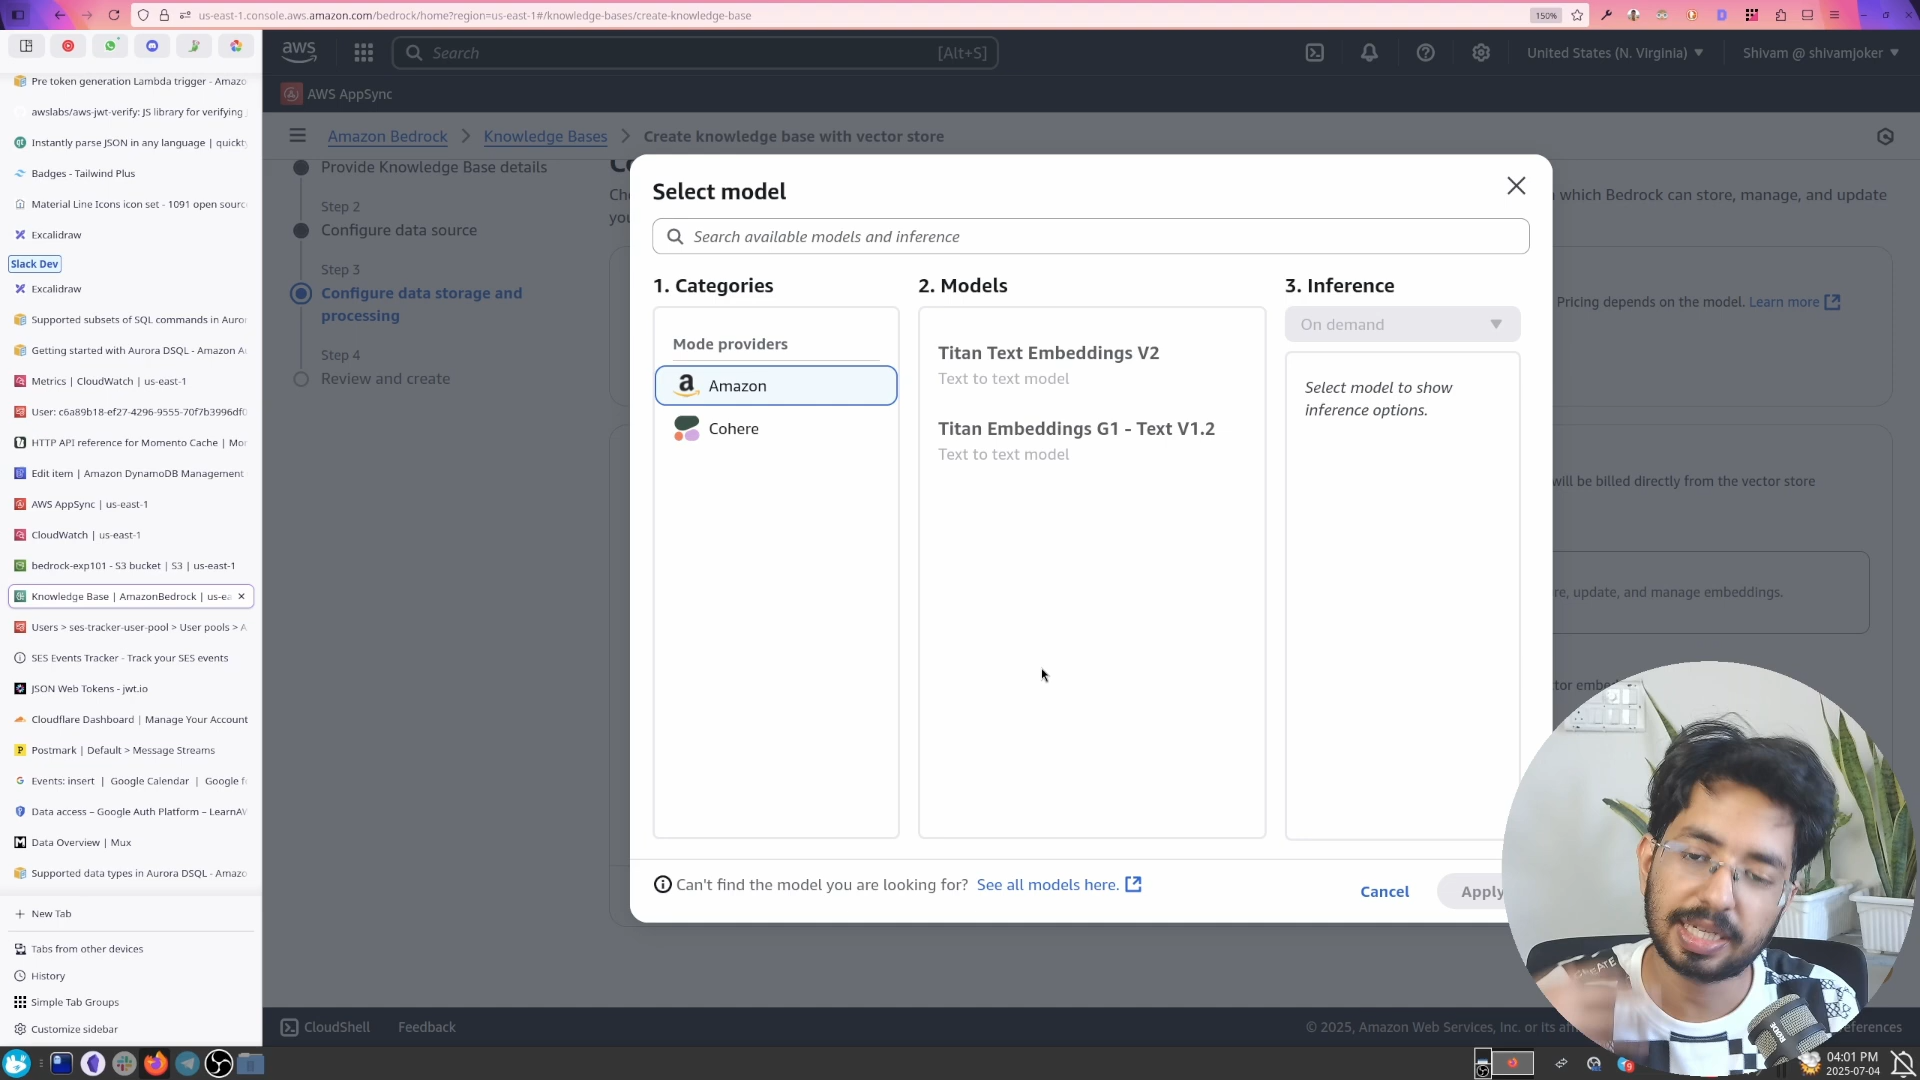 us-east-1.console.aws.amazon.com/bedrock/home?region=us-east-1#/knowledge-bases/create-knowledge-base
150%
Pre token generation Lambda trigger - Amazo
awslabs/aws-jwt-verify: JS library for verifying
Instantly parse JSON in any language | quickt
Badges - Tailwind Plus
Material Line Icons icon set - 1091 open sourc
Excalidraw
Slack Dev
Excalidraw
Supported subsets of SQL commands in Auror
Getting started with Aurora DSQL - Amazon A
Metrics | CloudWatch | us-east-1
User: c6a89b18-ef27-4296-9555-70f7b3996df0
HTTP API reference for Momento Cache | Mor
Edit item | Amazon DynamoDB Management
AWS AppSync | us-east-1
CloudWatch | us-east-1
bedrock-exp101 - S3 bucket | S3 | us-east-1
Knowledge Base | AmazonBedrock | us-ea
Users > ses-tracker-user-pool > User pools > A
SES Events Tracker - Track your SES events
JSON Web Tokens - jwt.io
Cloudflare Dashboard | Manage Your Account
Postmark | Default > Message Streams
Events: insert | Google Calendar | Google f
Data access – Google Auth Platform – LearnAW
Data Overview | Mux
Supported data types in Aurora DSQL - Amazo
New Tab
Tabs from other devices
History
Simple Tab Groups
Customize sidebar
aws
Search
[Alt+S]
United States (N. Virginia)
Shivam @ shivamjoker
AWS AppSync
Amazon Bedrock
Knowledge Bases
Create knowledge base with vector store
Provide Knowledge Base details
Step 2
Configure data source
Step 3
Configure data storage and
processing
Step 4
Review and create
which Bedrock can store, manage, and update
Pricing depends on the model. Learn more
will be billed directly from the vector store
re, update, and manage embeddings.
Select model
Search available models and inference
1. Categories
Mode providers
Amazon
Cohere
2. Models
Titan Text Embeddings V2
Text to text model
Titan Embeddings G1 - Text V1.2
Text to text model
3. Inference
On demand
Select model to show
inference options.
Can't find the model you are looking for? See all models here.
Cancel
Apply
CloudShell
Feedback
© 2025, Amazon Web Services, Inc. or its
04:01 PM
2025-07-04